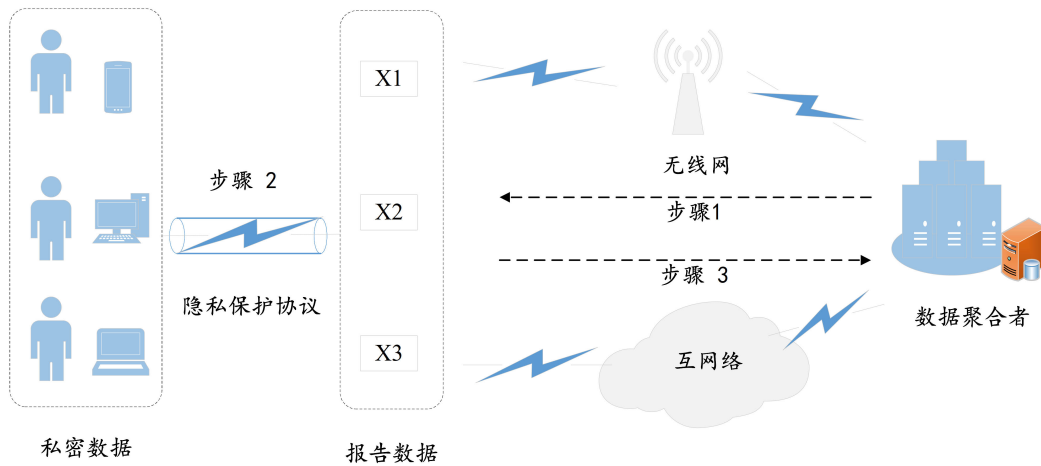 X1
无线网
步骤 2
X2
步骤1
步骤 3
隐私保护协议
数据聚合者
X3
互网络
私密数据
报告数据